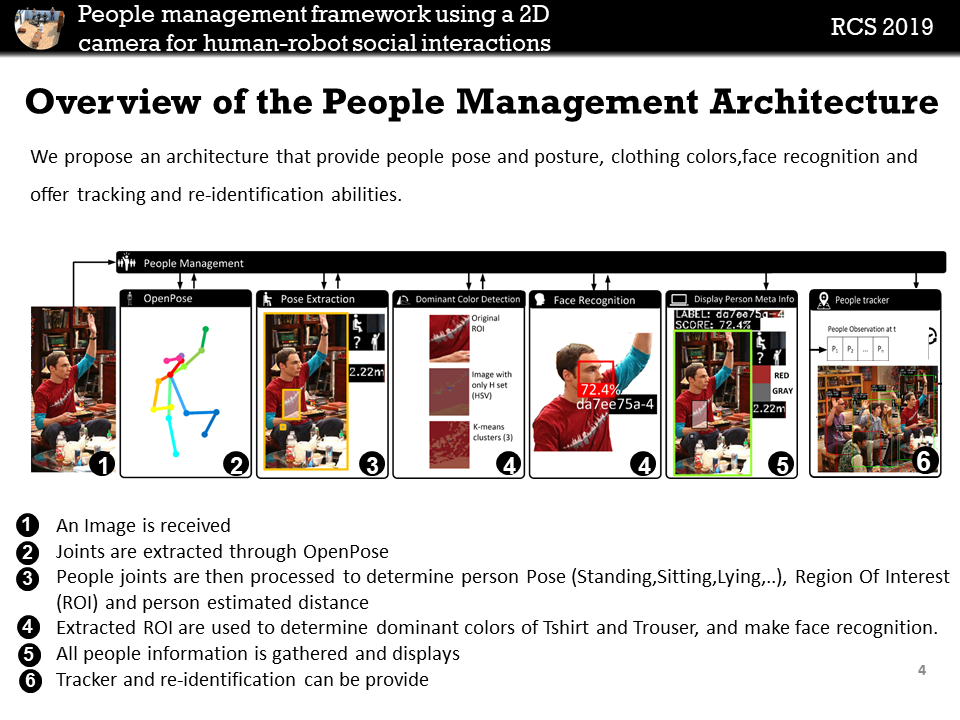 People management framework using a 2D
camera for human-robot social interactions
RCS 2019
Overview of the People Management Architecture
We propose an architecture that provide people pose and posture, clothing colors,face recognition and
offer tracking and re-identification abilities.
People Management
OpenPose
Pose Extraction
Dominant Color Detection
Face Recognition
Display Person Meta Info
People tracker
?
2.22m
Original
ROI
Image with
only H set
(HSV)
K-means
clusters (3)
72.4%
da7ee75a-4
LABEL: da7ee75a-4
SCORE: 72.4%
?
RED
GRAY
2.22m
People Observation at t
P1 P2 ... Pn
1
2
3
4
4
5
6
1 An Image is received
2 Joints are extracted through OpenPose
3 People joints are then processed to determine person Pose (Standing,Sitting,Lying,..), Region Of Interest
(ROI) and person estimated distance
4 Extracted ROI are used to determine dominant colors of Tshirt and Trouser, and make face recognition.
5 All people information is gathered and displays
6 Tracker and re-identification can be provide
4